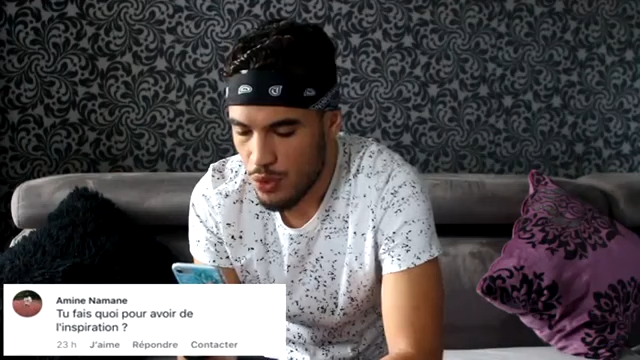 Amine Namane
Tu fais quoi pour avoir de
l'inspiration ?
23 h J'aime Répondre Contacter